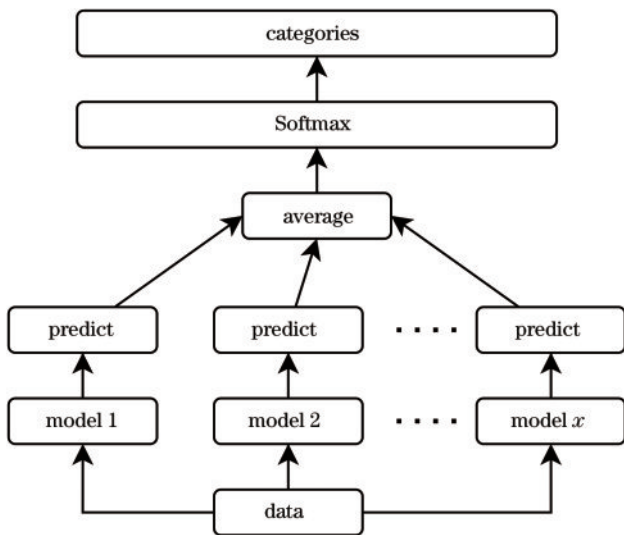 categories
Softmax
average
predict predict .... predict
model 1 model 2 .... model x
data